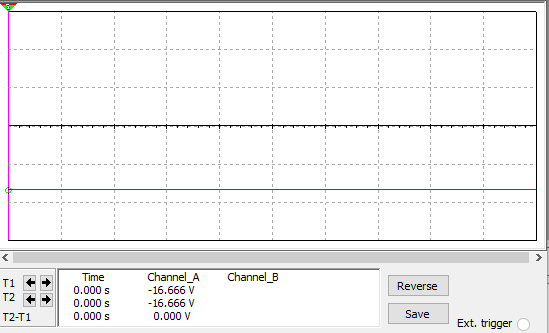 Time Channel_A Channel_B
T1 0.000 s -16.666 V
T2 0.000 s -16.666 V
T2-T1 0.000 s 0.000 V
Reverse
Save
Ext. trigger